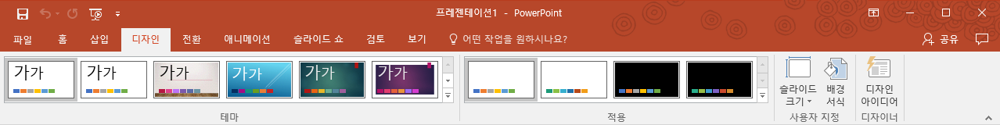 프레젠테이션1 - PowerPoint
파일 홈 삽입 디자인 전환 애니메이션 슬라이드 쇼 검토 보기 어떤 작업을 원하시나요? 공유
가가 가가 가가 가가 가가 가가
슬라이드 배경 디자인
크기 서식 아이디어
테마 적용 사용자 지정 디자이너